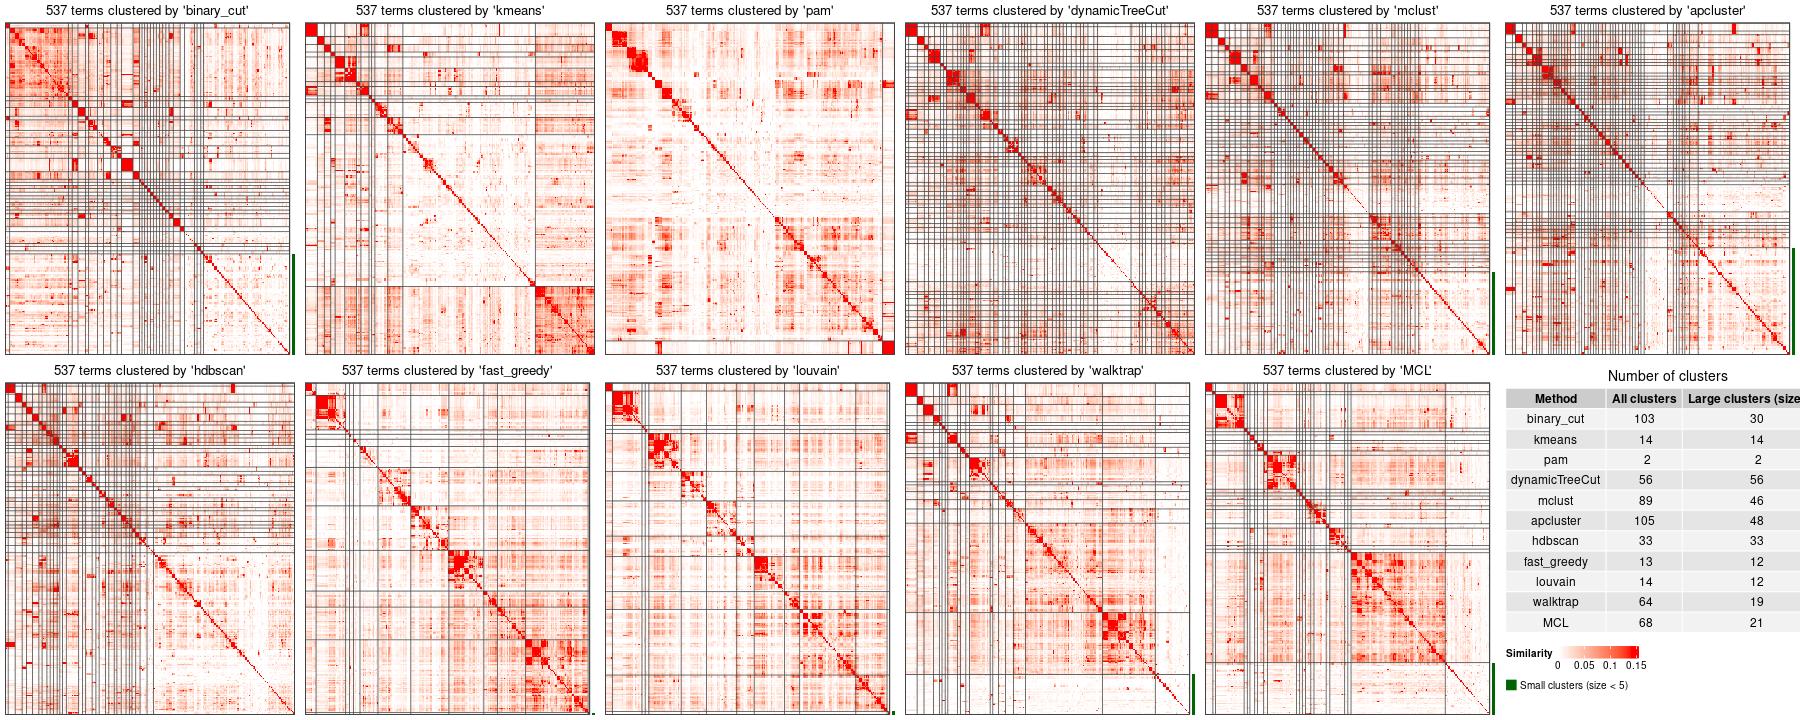 537 terms clustered by 'binary_cut'
537 terms clustered by 'kmeans'
537 terms clustered by 'pam'
537 terms clustered by 'dynamicTreeCut'
537 terms clustered by 'mclust'
537 terms clustered by 'apcluster'
537 terms clustered by 'hdbscan'
537 terms clustered by 'fast_greedy'
537 terms clustered by 'louvain'
537 terms clustered by 'walktrap'
537 terms clustered by 'MCL'
Number of clusters
Method All clusters Large clusters (size
binary_cut 103 30
kmeans 14 14
pam 2 2
dynamicTreeCut 56 56
mclust 89 46
apcluster 105 48
hdbscan 33 33
fast_greedy 13 12
louvain 14 12
walktrap 64 19
MCL 68 21
Similarity
0 0.05 0.1 0.15
Small clusters (size < 5)